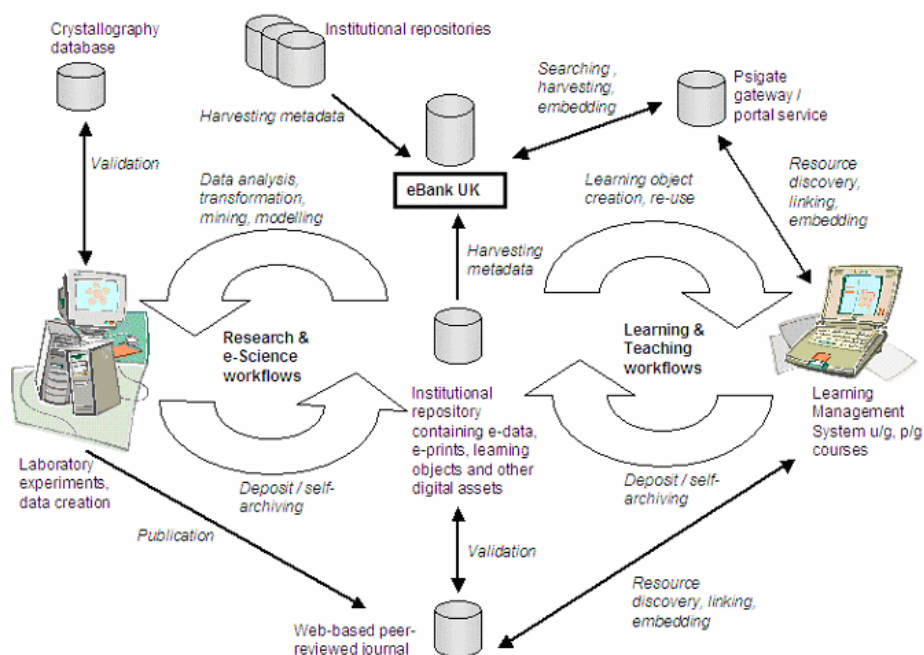 Crystallography
database
Institutional repositories
Searching ,
harvesting,
embedding
Psigate
gateway /
portal service
Harvesting metadata
Validation
eBank UK
Data analysis,
transformation,
mining, modelling
Learning object
creation, re-use
Resource
discovery,
linking,
embedding
Harvesting
metadata
Research &
e-Science
workflows
Learning &
Teaching
workflows
Institutional
repository
containing e-data,
e-prints, learning
objects and other
digital assets
Learning
Management
System u/g, p/g
courses
Laboratory
experiments,
data creation
Deposit / self-
archiving
Deposit / self-
archiving
Publication
Validation
Resource
discovery, linking,
embedding
Web-based peer-
reviewed journal